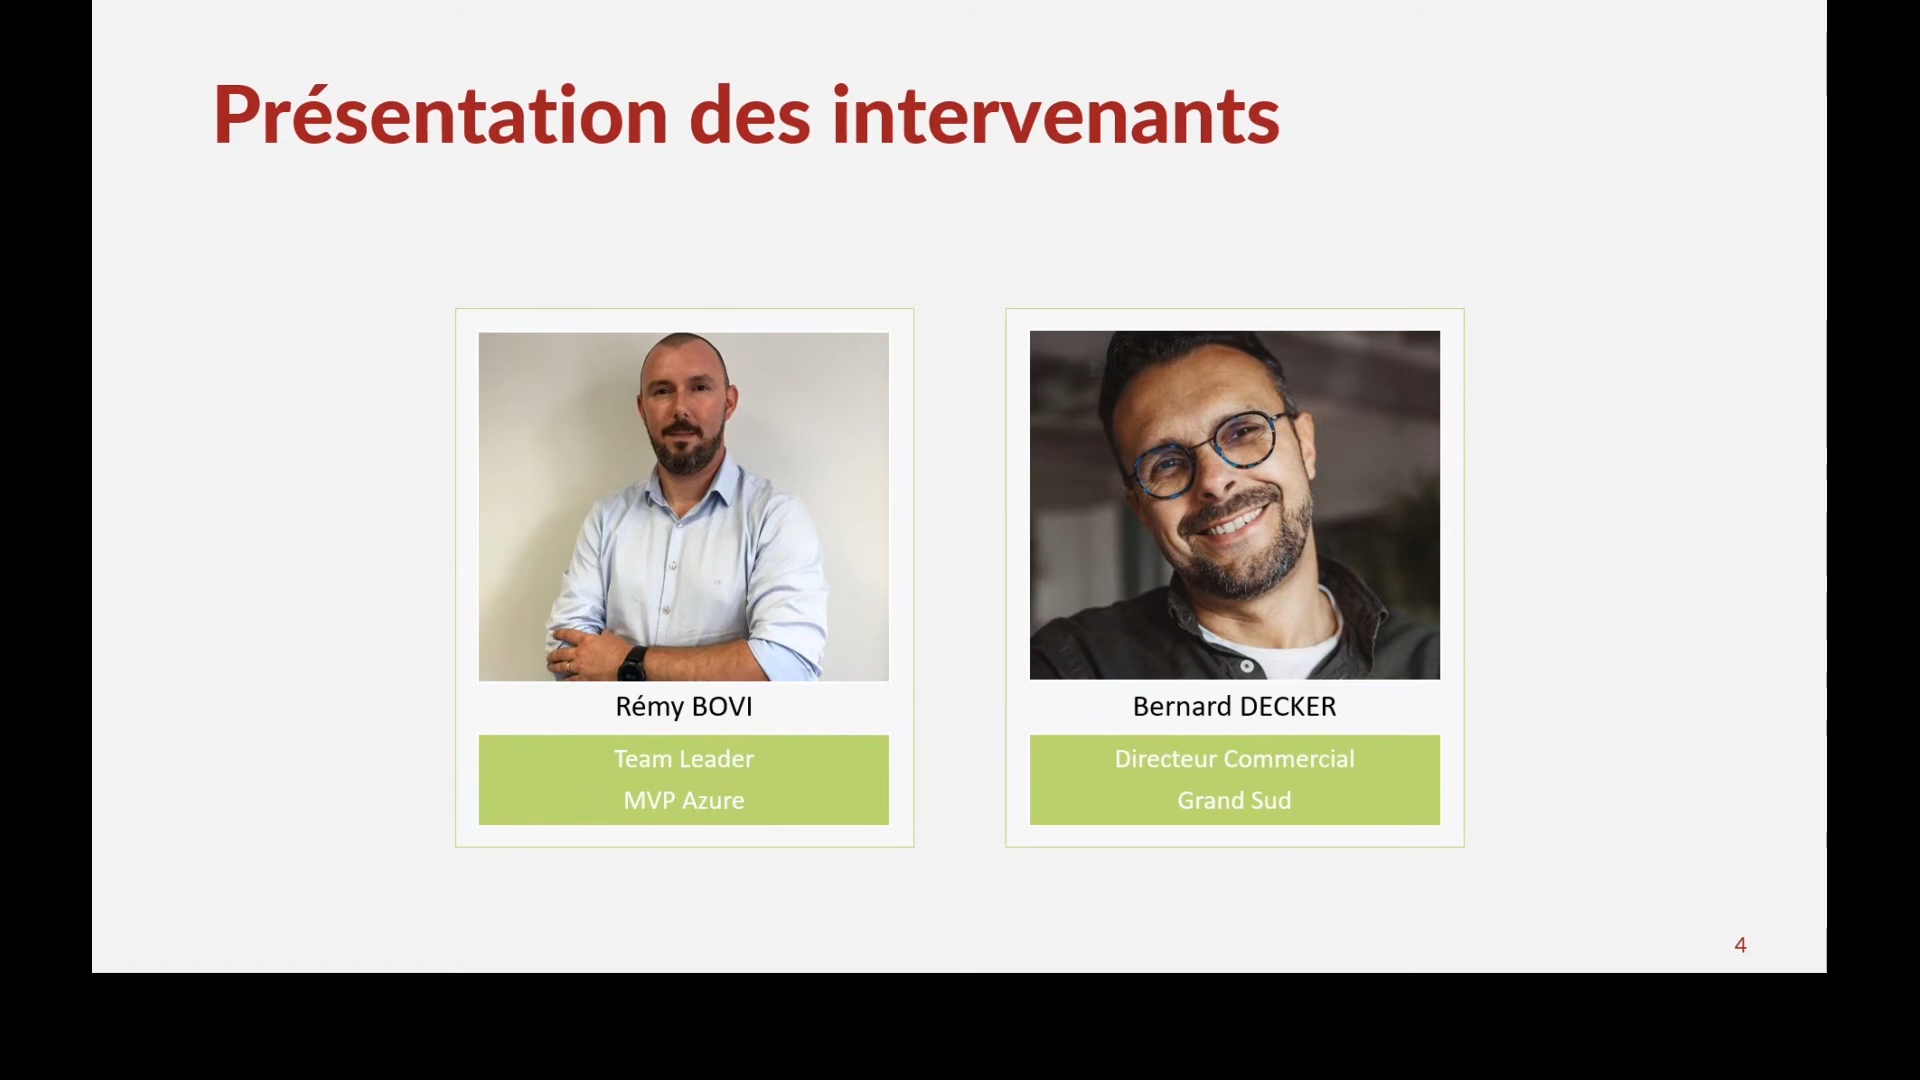 Présentation des intervenants
Rémy BOVI
Team Leader
MVP Azure
Bernard DECKER
Directeur Commercial
Grand Sud
4